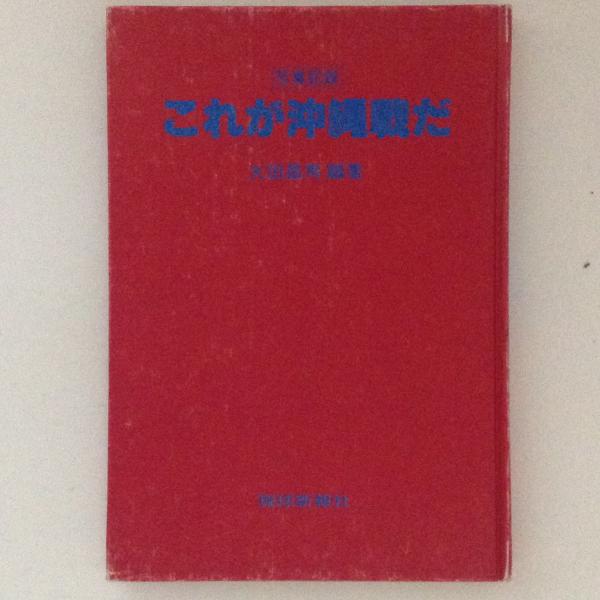 写真記録
これが沖縄戦だ
大田昌秀 編著
琉球新報社